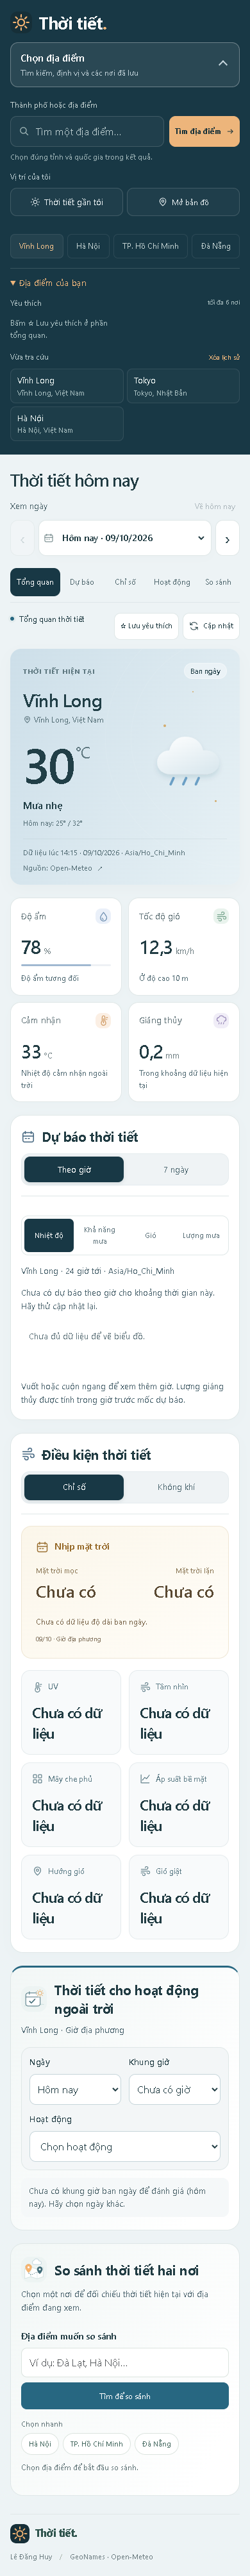 Thời tiết.
Chọn địa điểm
Tìm kiếm, định vị và các nơi đã lưu
Thành phố hoặc địa điểm
Tìm một địa điểm...
Tìm địa điểm →
Chọn đúng tỉnh và quốc gia trong kết quả.
Vị trí của tôi
Thời tiết gần tôi
Mở bản đồ
Vĩnh Long
Hà Nội
TP. Hồ Chí Minh
Đà Nẵng
▼ Địa điểm của bạn
Yêu thích
tối đa 6 nơi
Bấm ☆ Lưu yêu thích ở phần
tổng quan.
Vừa tra cứu
Xóa lịch sử
Vĩnh Long
Vĩnh Long, Việt Nam
Tokyo
Tokyo, Nhật Bản
Hà Nội
Hà Nội, Việt Nam
Thời tiết hôm nay
Xem ngày
Về hôm nay
‹
Hôm nay · 09/10/2026
›
Tổng quan
Dự báo
Chỉ số
Hoạt động
So sánh
Tổng quan thời tiết
☆ Lưu yêu thích
Cập nhật
THỜI TIẾT HIỆN TẠI
Ban ngày
Vĩnh Long
Vĩnh Long, Việt Nam
30°C
Mưa nhẹ
Hôm nay: 25° / 32°
Dữ liệu lúc 14:15 · 09/10/2026 · Asia/Ho_Chi_Minh
Nguồn: Open-Meteo ↗
Độ ẩm
78 %
Độ ẩm tương đối
Tốc độ gió
12,3 km/h
Ở độ cao 10 m
Cảm nhận
33 °C
Nhiệt độ cảm nhận ngoài
trời
Giáng thủy
0,2 mm
Trong khoảng dữ liệu hiện
tại
Dự báo thời tiết
Theo giờ
7 ngày
Nhiệt độ
Khả năng
mưa
Gió
Lượng mưa
Vĩnh Long · 24 giờ tới · Asia/Ho_Chi_Minh
Chưa có dự báo theo giờ cho khoảng thời gian này.
Hãy thử cập nhật lại.
Chưa đủ dữ liệu để vẽ biểu đồ.
Vuốt hoặc cuộn ngang để xem thêm giờ. Lượng giáng
thủy được tính trong giờ trước mốc dự báo.
Điều kiện thời tiết
Chỉ số
Không khí
Nhịp mặt trời
Mặt trời mọc
Mặt trời lặn
Chưa có
Chưa có
Chưa có dữ liệu độ dài ban ngày.
09/10 · Giờ địa phương
UV
Chưa có dữ
liệu
Tầm nhìn
Chưa có dữ
liệu
Mây che phủ
Chưa có dữ
liệu
Áp suất bề mặt
Chưa có dữ
liệu
Hướng gió
Chưa có dữ
liệu
Gió giật
Chưa có dữ
liệu
Thời tiết cho hoạt động
ngoài trời
Vĩnh Long · Giờ địa phương
Ngày
Khung giờ
Hôm nay
Chưa có giờ
Hoạt động
Chọn hoạt động
Chưa có khung giờ ban ngày để đánh giá (hôm
nay). Hãy chọn ngày khác.
So sánh thời tiết hai nơi
Chọn một nơi để đối chiếu thời tiết hiện tại với địa
điểm đang xem.
Địa điểm muốn so sánh
Ví dụ: Đà Lạt, Hà Nội...
Tìm để so sánh
Chọn nhanh
Hà Nội
TP. Hồ Chí Minh
Đà Nẵng
Chọn địa điểm để bắt đầu so sánh.
Thời tiết.
Lê Đăng Huy / GeoNames · Open-Meteo